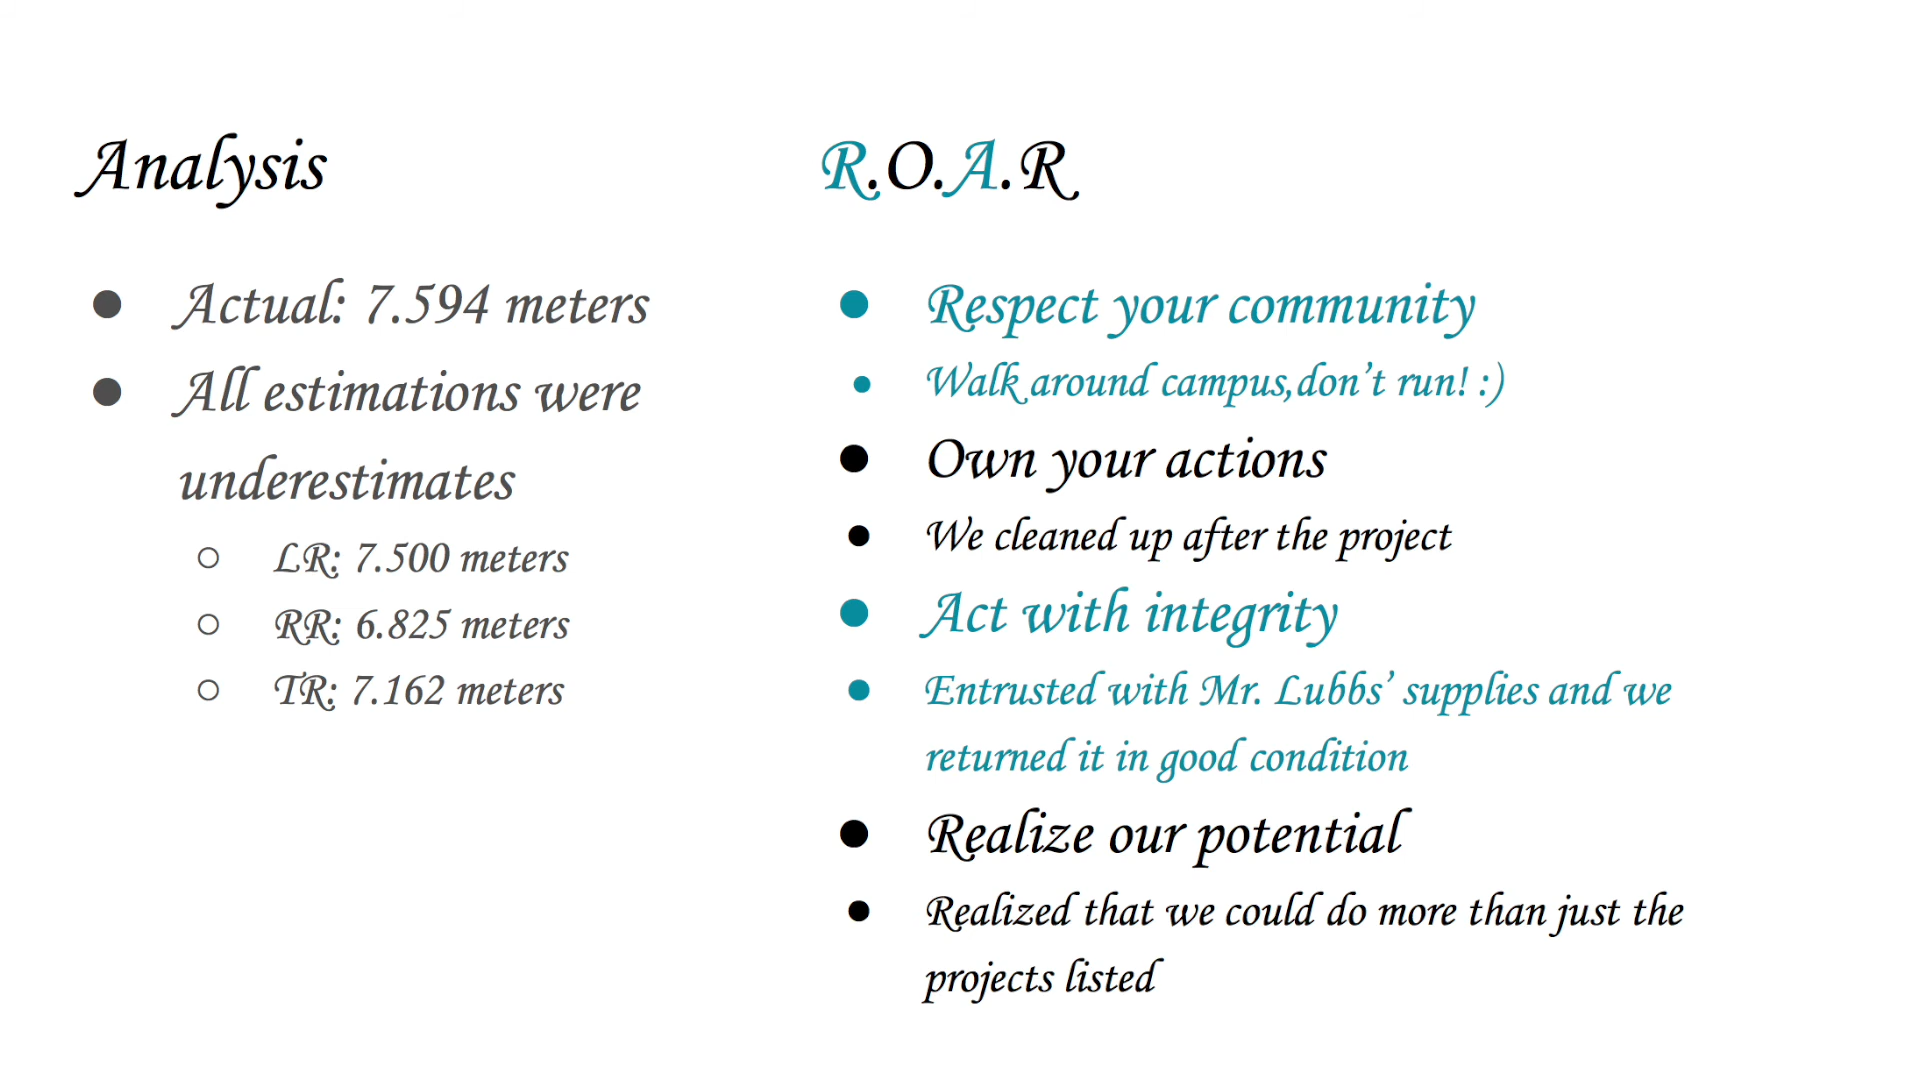 Analysis
Actual: 7.594 meters
All estimations were
underestimates
LR: 7.500 meters
RR: 6.825 meters
TR: 7.162 meters
R.O.A.R
Respect your community
Walk around campus,don’t run! :)
Own your actions
We cleaned up after the project
Act with integrity
Entrusted with Mr. Lubbs’ supplies and we
returned it in good condition
Realize our potential
Realized that we could do more than just the
projects listed